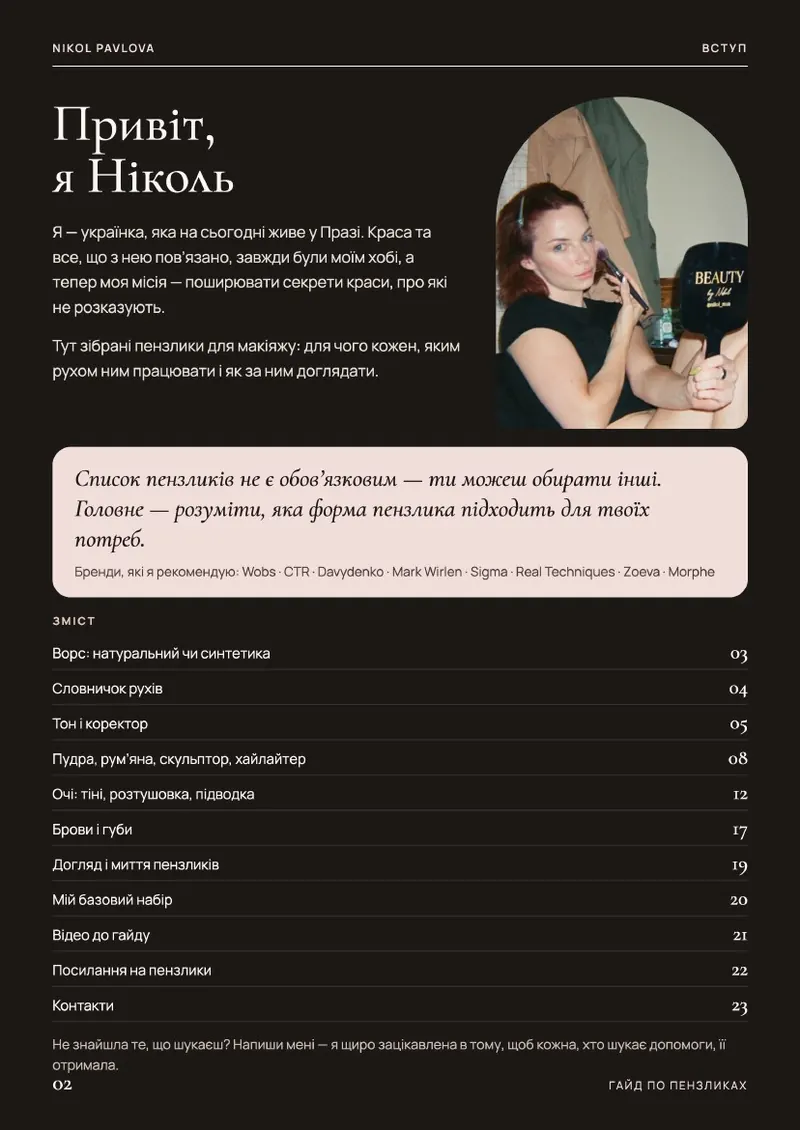 NIKOL PAVLOVA
ВСТУП
Привіт,
я Ніколь
Я — українка, яка на сьогодні живе у Празі. Краса та
все, що з нею пов’язано, завжди були моїм хобі, а
тепер моя місія — поширювати секрети краси, про які
не розказують.
Тут зібрані пензлики для макіяжу: для чого кожен, яким
рухом ним працювати і як за ним доглядати.
BEAUTY
by Nikol
Список пензликів не є обов’язковим — ти можеш обирати інші.
Головне — розуміти, яка форма пензлика підходить для твоїх
потреб.
Бренди, які я рекомендую: Wobs · CTR · Davydenko · Mark Wirlen · Sigma · Real Techniques · Zoeva · Morphe
ЗМІСТ
Ворс: натуральний чи синтетика 03
Словничок рухів 04
Тон і коректор 05
Пудра, рум’яна, скульптор, хайлайтер 08
Очі: тіні, розтушовка, підводка 12
Брови і губи 17
Догляд і миття пензликів 19
Мій базовий набір 20
Відео до гайду 21
Посилання на пензлики 22
Контакти 23
Не знайшла те, що шукаєш? Напиши мені — я щиро зацікавлена в тому, щоб кожна, хто шукає допомоги, її
отримала.
02
ГАЙД ПО ПЕНЗЛИКАХ